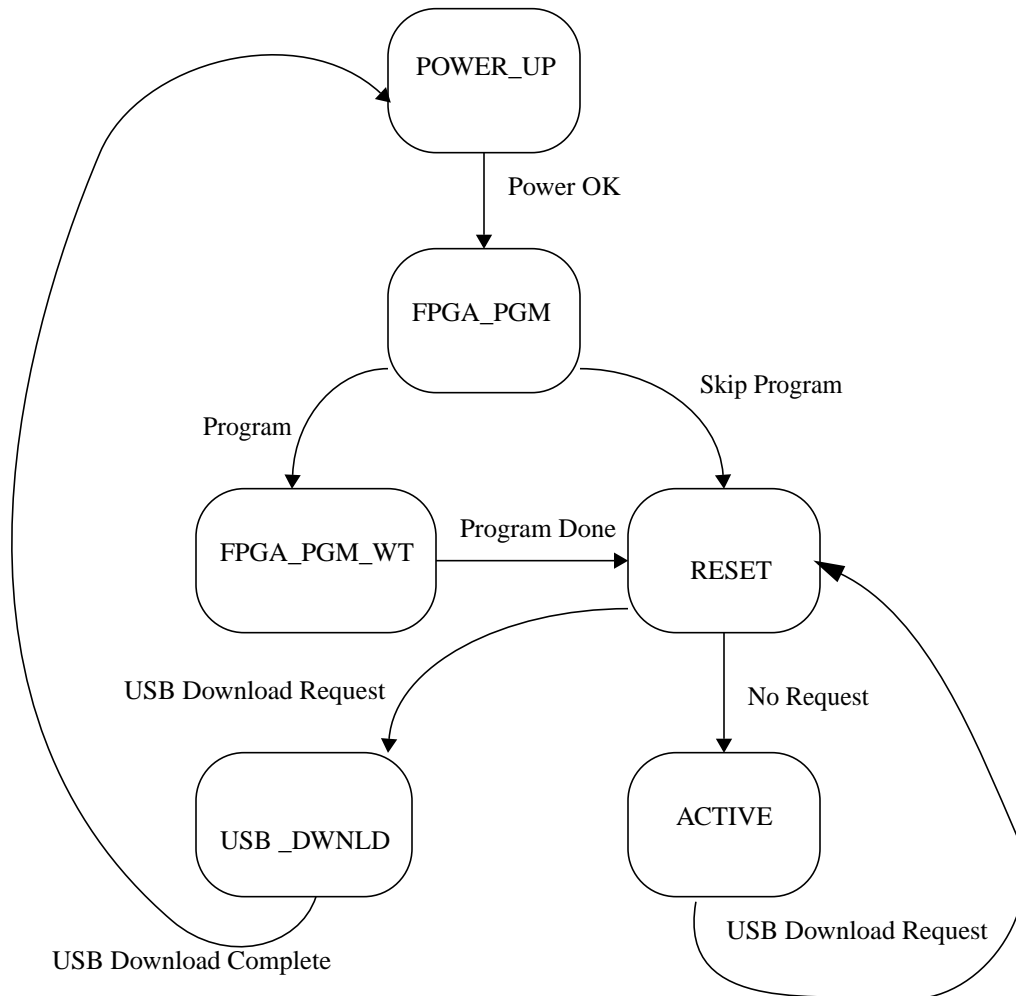 POWER_UP
Power OK
FPGA_PGM
Skip Program
Program
Program Done
FPGA_PGM_WT
RESET
USB Download Request
No Request
ACTIVE
USB _DWNLD
USB Download Request
USB Download Complete